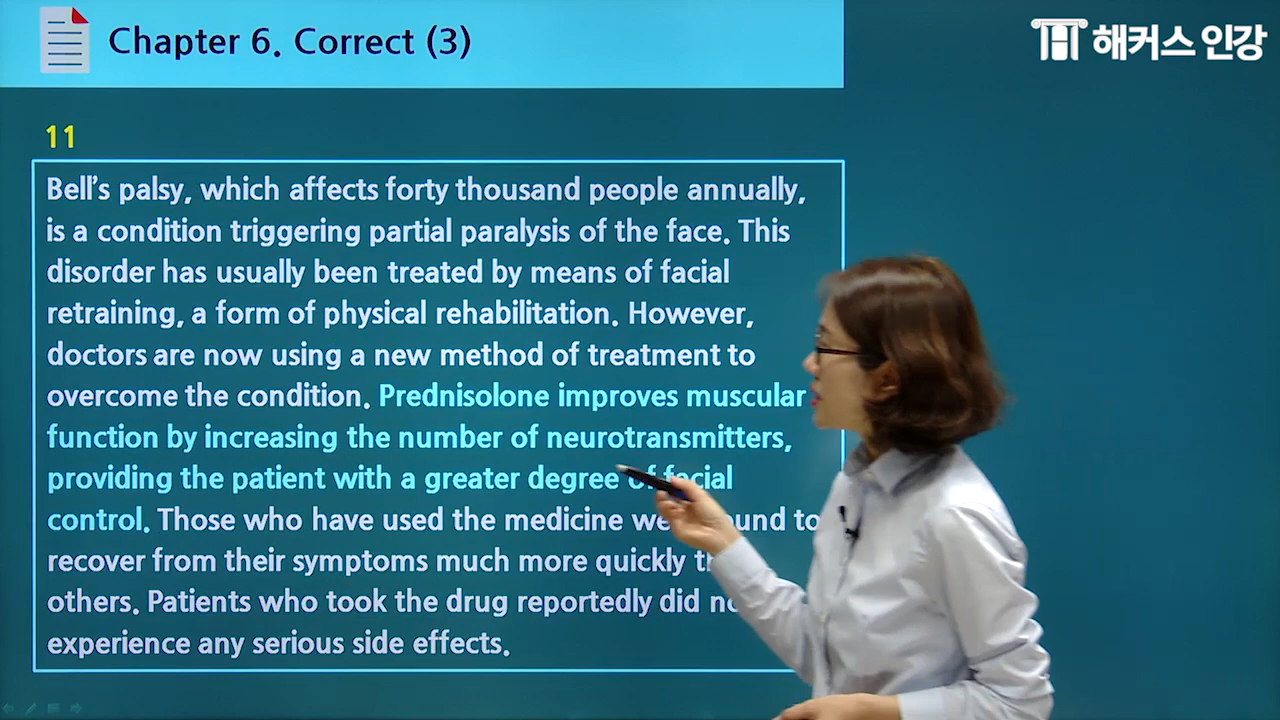 Chapter 6. Correct (3)
해커스 인강
11
Bell's palsy, which affects forty thousand people annually,
is a condition triggering partial paralysis of the face. This
disorder has usually been treated by means of facial
retraining, a form of physical rehabilitation. However,
doctors are now using a new method of treatment to
overcome the condition. Prednisolone improves muscular
function by increasing the number of neurotransmitters,
providing the patient with a greater degree of facial
control. Those who have used the medicine to
recover from their symptoms much more quickly
others. Patients who took the drug reportedly did
experience any serious side effects.